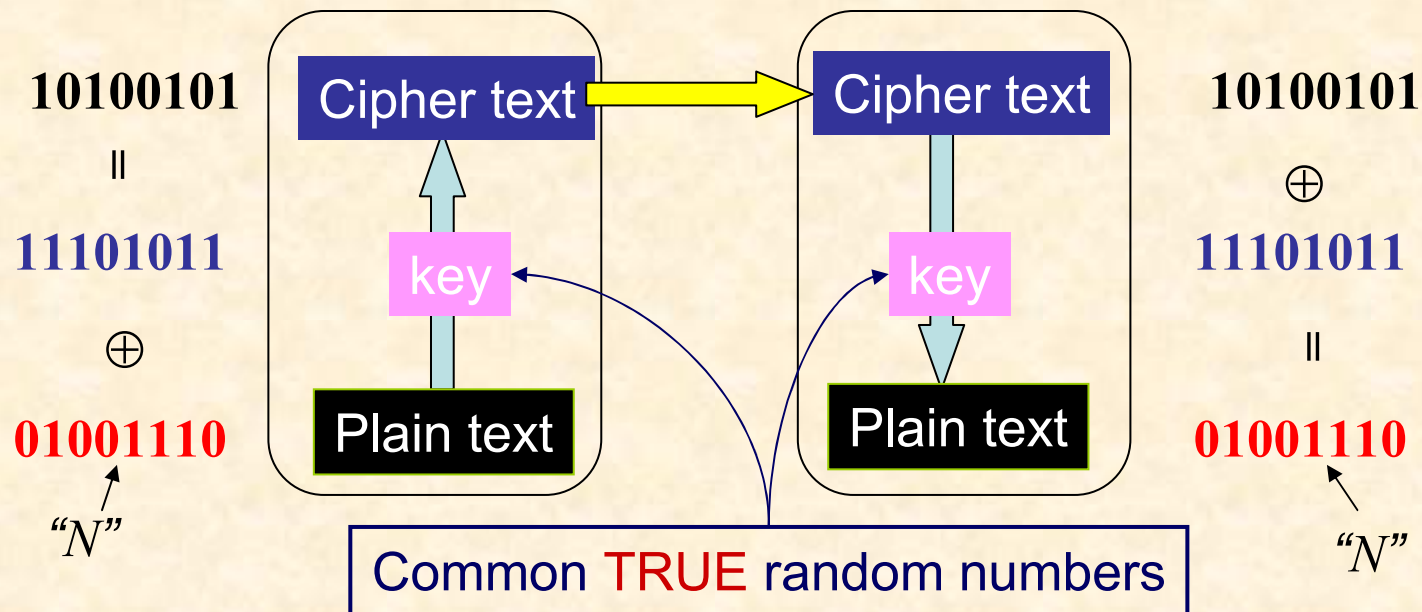 10100101
=
11101011
⊕
01001110
“N”
Cipher text
key
Plain text
Cipher text
key
Plain text
10100101
⊕
11101011
=
01001110
“N”
Common TRUE random numbers